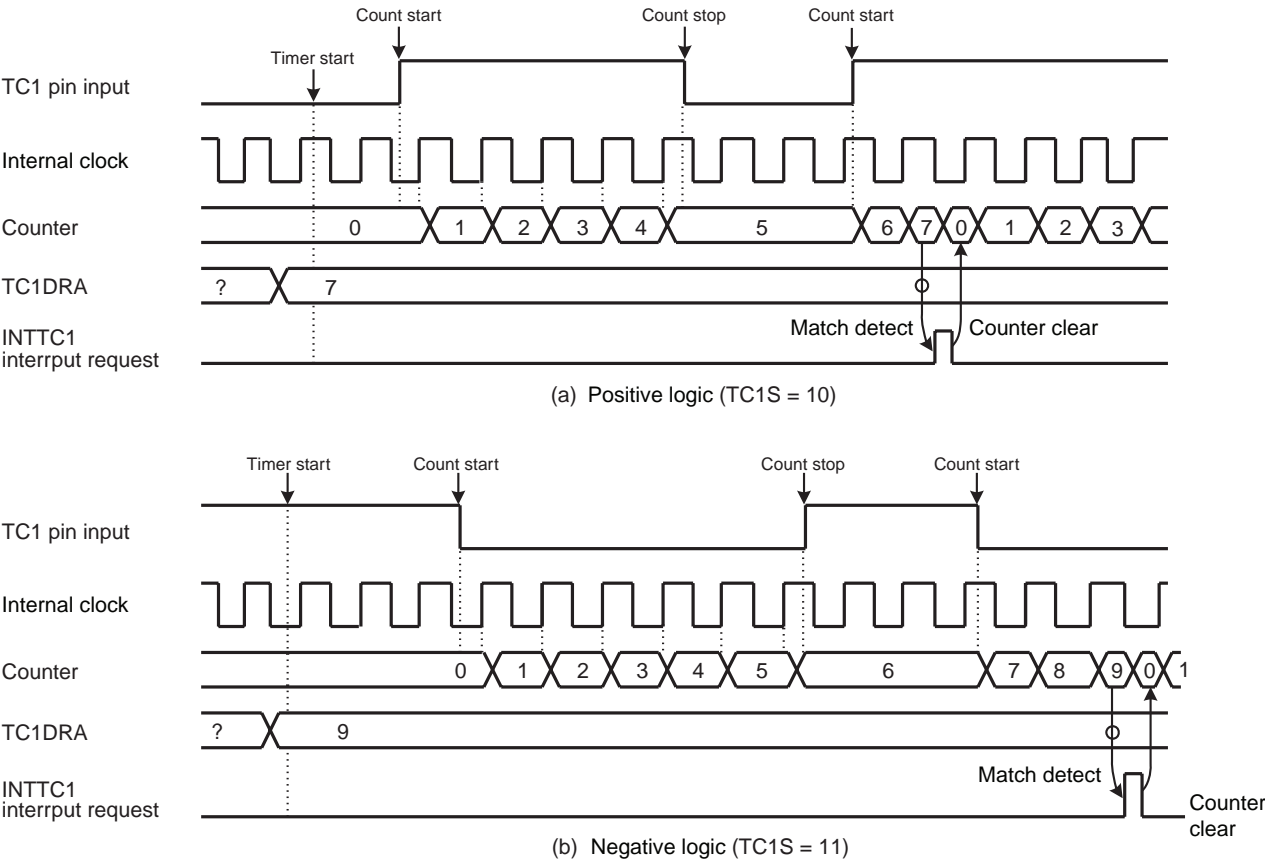 Count start Count stop Count start
Timer start
TC1 pin input
Internal clock
Counter 0 1 2 3 4 5 6 7 0 1 2 3
TC1DRA ? 7
Match detect Counter clear
INTTC1
interrput request
(a) Positive logic (TC1S = 10)
Timer start Count start Count stop Count start
TC1 pin input
Internal clock
Counter 0 1 2 3 4 5 6 7 8 9 0 1
TC1DRA ? 9
Match detect
INTTC1
interrput request
Counter
clear
(b) Negative logic (TC1S = 11)